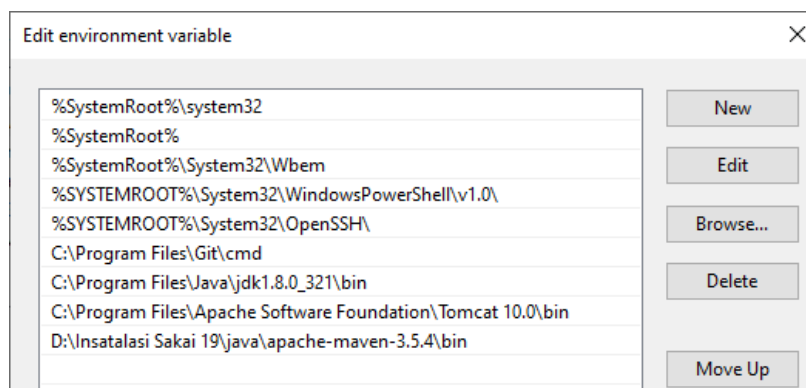 Edit environment variable
%SystemRoot%\system32
%SystemRoot%
%SystemRoot%\System32\Wbem
%SYSTEMROOT%\System32\WindowsPowerShell\v1.0\
%SYSTEMROOT%\System32\OpenSSH\
C:\Program Files\Git\cmd
C:\Program Files\Java\jdk1.8.0_321\bin
C:\Program Files\Apache Software Foundation\Tomcat 10.0\bin
D:\Insatalasi Sakai 19\java\apache-maven-3.5.4\bin
New
Edit
Browse...
Delete
Move Up